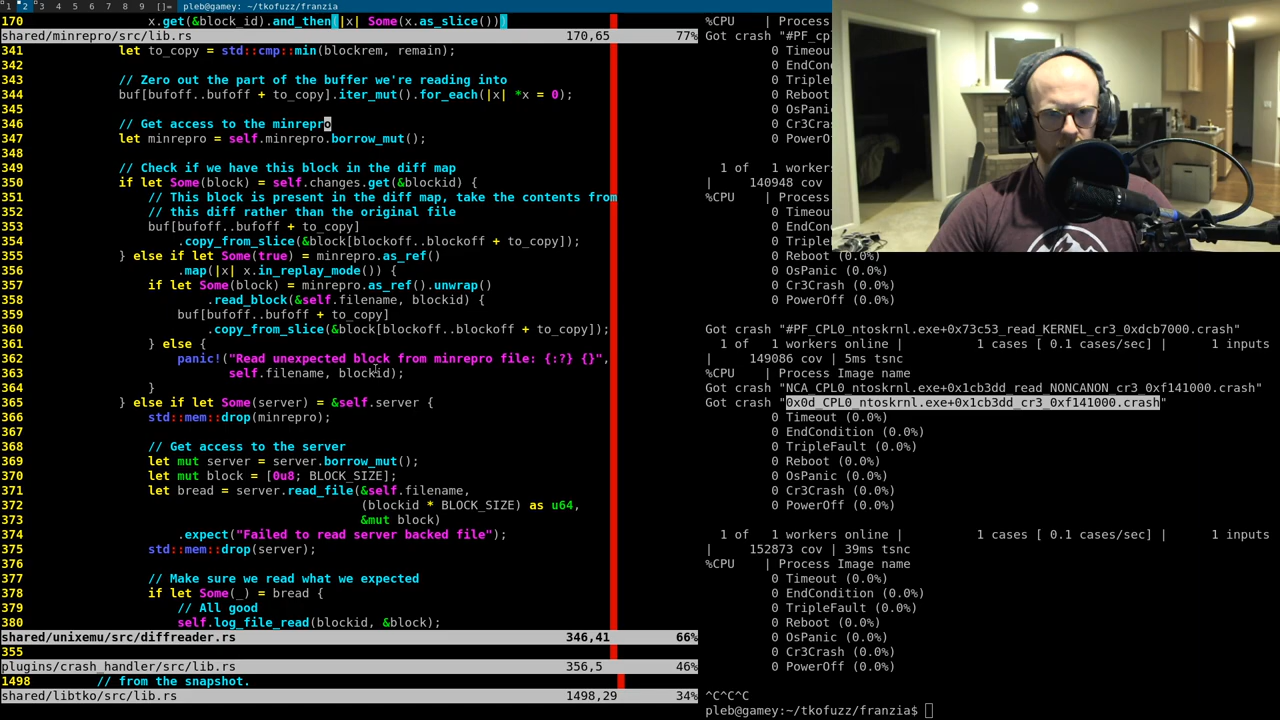 1 2 3 4 5 6 7 8 9 []= pleb@gamey: ~/tkofuzz/franzia
170 x.get(&block_id).and_then(|x| Some(x.as_slice()))
shared/minrepro/src/lib.rs 170,65 77%
341 let to_copy = std::cmp::min(blockrem, remain);
342
343 // Zero out the part of the buffer we're reading into
344 buf[bufoff..bufoff + to_copy].iter_mut().for_each(|x| *x = 0);
345
346 // Get access to the minrepro
347 let minrepro = self.minrepro.borrow_mut();
348
349 // Check if we have this block in the diff map
350 if let Some(block) = self.changes.get(&blockid) {
351 // This block is present in the diff map, take the contents from
352 // this diff rather than the original file
353 buf[bufoff..bufoff + to_copy]
354 .copy_from_slice(&block[blockoff..blockoff + to_copy]);
355 } else if let Some(true) = minrepro.as_ref()
356 .map(|x| x.in_replay_mode()) {
357 if let Some(block) = minrepro.as_ref().unwrap()
358 .read_block(&self.filename, blockid) {
359 buf[bufoff..bufoff + to_copy]
360 .copy_from_slice(&block[blockoff..blockoff + to_copy]);
361 } else {
362 panic!("Read unexpected block from minrepro file: {:?} {}",
363 self.filename, blockid);
364 }
365 } else if let Some(server) = &self.server {
366 std::mem::drop(minrepro);
367
368 // Get access to the server
369 let mut server = server.borrow_mut();
370 let mut block = [0u8; BLOCK_SIZE];
371 let bread = server.read_file(&self.filename,
372 (blockid * BLOCK_SIZE) as u64,
373 &mut block)
374 .expect("Failed to read server backed file");
375 std::mem::drop(server);
376
377 // Make sure we read what we expected
378 if let Some(_) = bread {
379 // All good
380 self.log_file_read(blockid, &block);
shared/unixemu/src/diffreader.rs 346,41 66%
355
plugins/crash_handler/src/lib.rs 356,5 46%
1498 // from the snapshot.
shared/libtko/src/lib.rs 1498,29 34%
%CPU | Process
Got crash "#PF_cpl
0 Timeou
0 EndCon
0 Triple
0 Reboot
0 OsPani
0 Cr3Cra
0 PowerO
1 of 1 workers
| 140948 cov
%CPU | Process
0 Timeou
0 EndCon
0 Triple
0 Reboot (0.0%)
0 OsPanic (0.0%)
0 Cr3Crash (0.0%)
0 PowerOff (0.0%)
Got crash "#PF_CPL0_ntoskrnl.exe+0x73c53_read_KERNEL_cr3_0xdcb7000.crash"
1 of 1 workers online | 1 cases [ 0.1 cases/sec] | 1 inputs
| 149086 cov | 5ms tsnc
%CPU | Process Image name
Got crash "NCA_CPL0_ntoskrnl.exe+0x1cb3dd_read_NONCANON_cr3_0xf141000.crash"
Got crash "0x0d_CPL0_ntoskrnl.exe+0x1cb3dd_cr3_0xf141000.crash"
0 Timeout (0.0%)
0 EndCondition (0.0%)
0 TripleFault (0.0%)
0 Reboot (0.0%)
0 OsPanic (0.0%)
0 Cr3Crash (0.0%)
0 PowerOff (0.0%)
1 of 1 workers online | 1 cases [ 0.1 cases/sec] | 1 inputs
| 152873 cov | 39ms tsnc
%CPU | Process Image name
0 Timeout (0.0%)
0 EndCondition (0.0%)
0 TripleFault (0.0%)
0 Reboot (0.0%)
0 OsPanic (0.0%)
0 Cr3Crash (0.0%)
0 PowerOff (0.0%)
^C^C^C
pleb@gamey:~/tkofuzz/franzia$